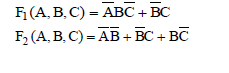 F₁(A, B, C) = A̅BC̅ + B̅C
F₂(A, B, C) = A̅B̅ + B̅C + BC̅